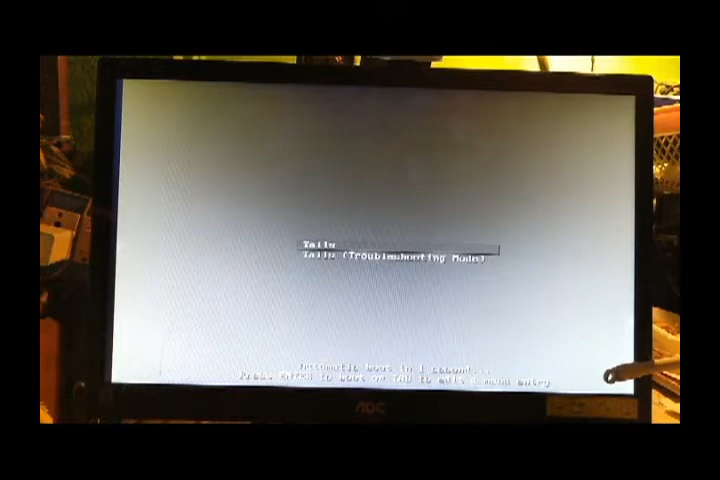 Tails
Tails (Troubleshooting Mode)
Automatic boot in 1 second...
Press ENTER to boot or TAB to edit a menu entry
AOC